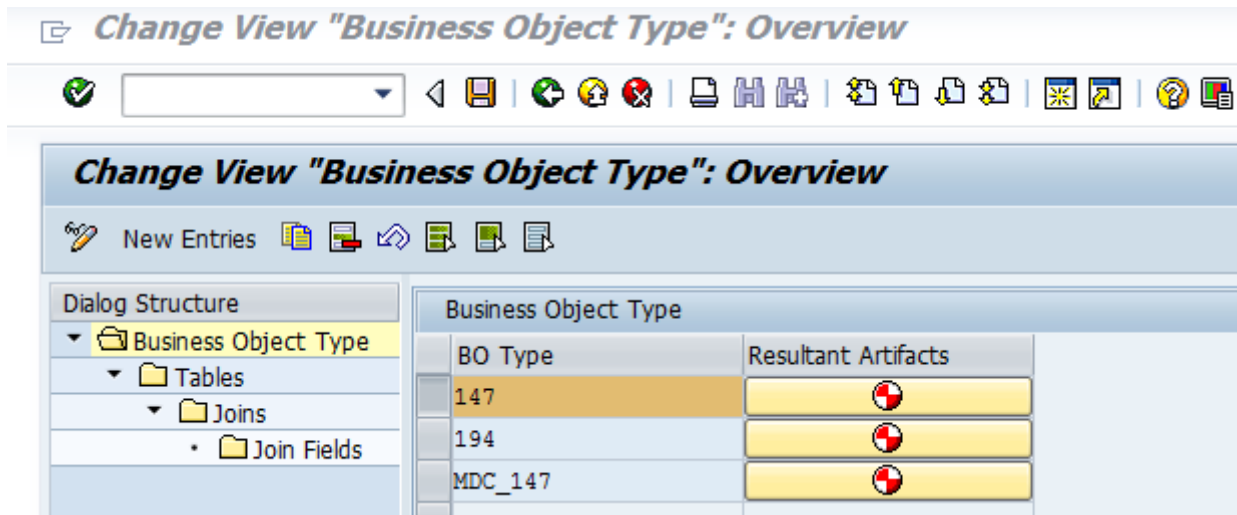 Change View "Business Object Type": Overview
Change View "Business Object Type": Overview
New Entries
Dialog Structure
Business Object Type
Tables
Joins
Join Fields
Business Object Type
BO Type Resultant Artifacts
147
194
MDC_147